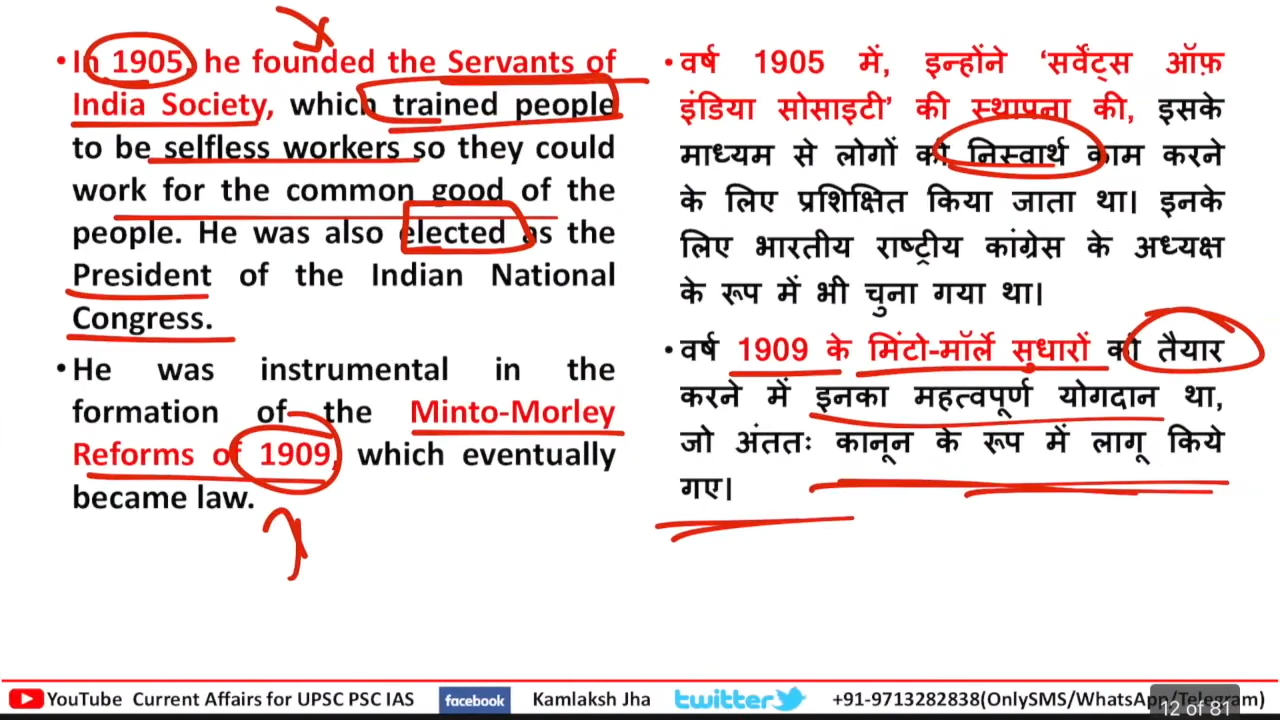 • In 1905, he founded the Servants of
India Society, which trained people
to be selfless workers so they could
work for the common good of the
people. He was also elected as the
President of the Indian National
Congress.
• He was instrumental in the
formation of the Minto-Morley
Reforms of 1909, which eventually
became law.
• वर्ष 1905 में, इन्होंने ‘सर्वेंट्स ऑफ़
इंडिया सोसाइटी’ की स्थापना की, इसके
माध्यम से लोगों को निस्वार्थ काम करने
के लिए प्रशिक्षित किया जाता था। इनके
लिए भारतीय राष्ट्रीय कांग्रेस के अध्यक्ष
के रूप में भी चुना गया था।
• वर्ष 1909 के मिंटो-मॉर्ले सुधारों को तैयार
करने में इनका महत्वपूर्ण योगदान था,
जो अंततः कानून के रूप में लागू किये
गए।
YouTube Current Affairs for UPSC PSC IAS facebook Kamlaksh Jha twitter +91-9713282838(OnlySMS/WhatsApp/Telegram)
12 of 81